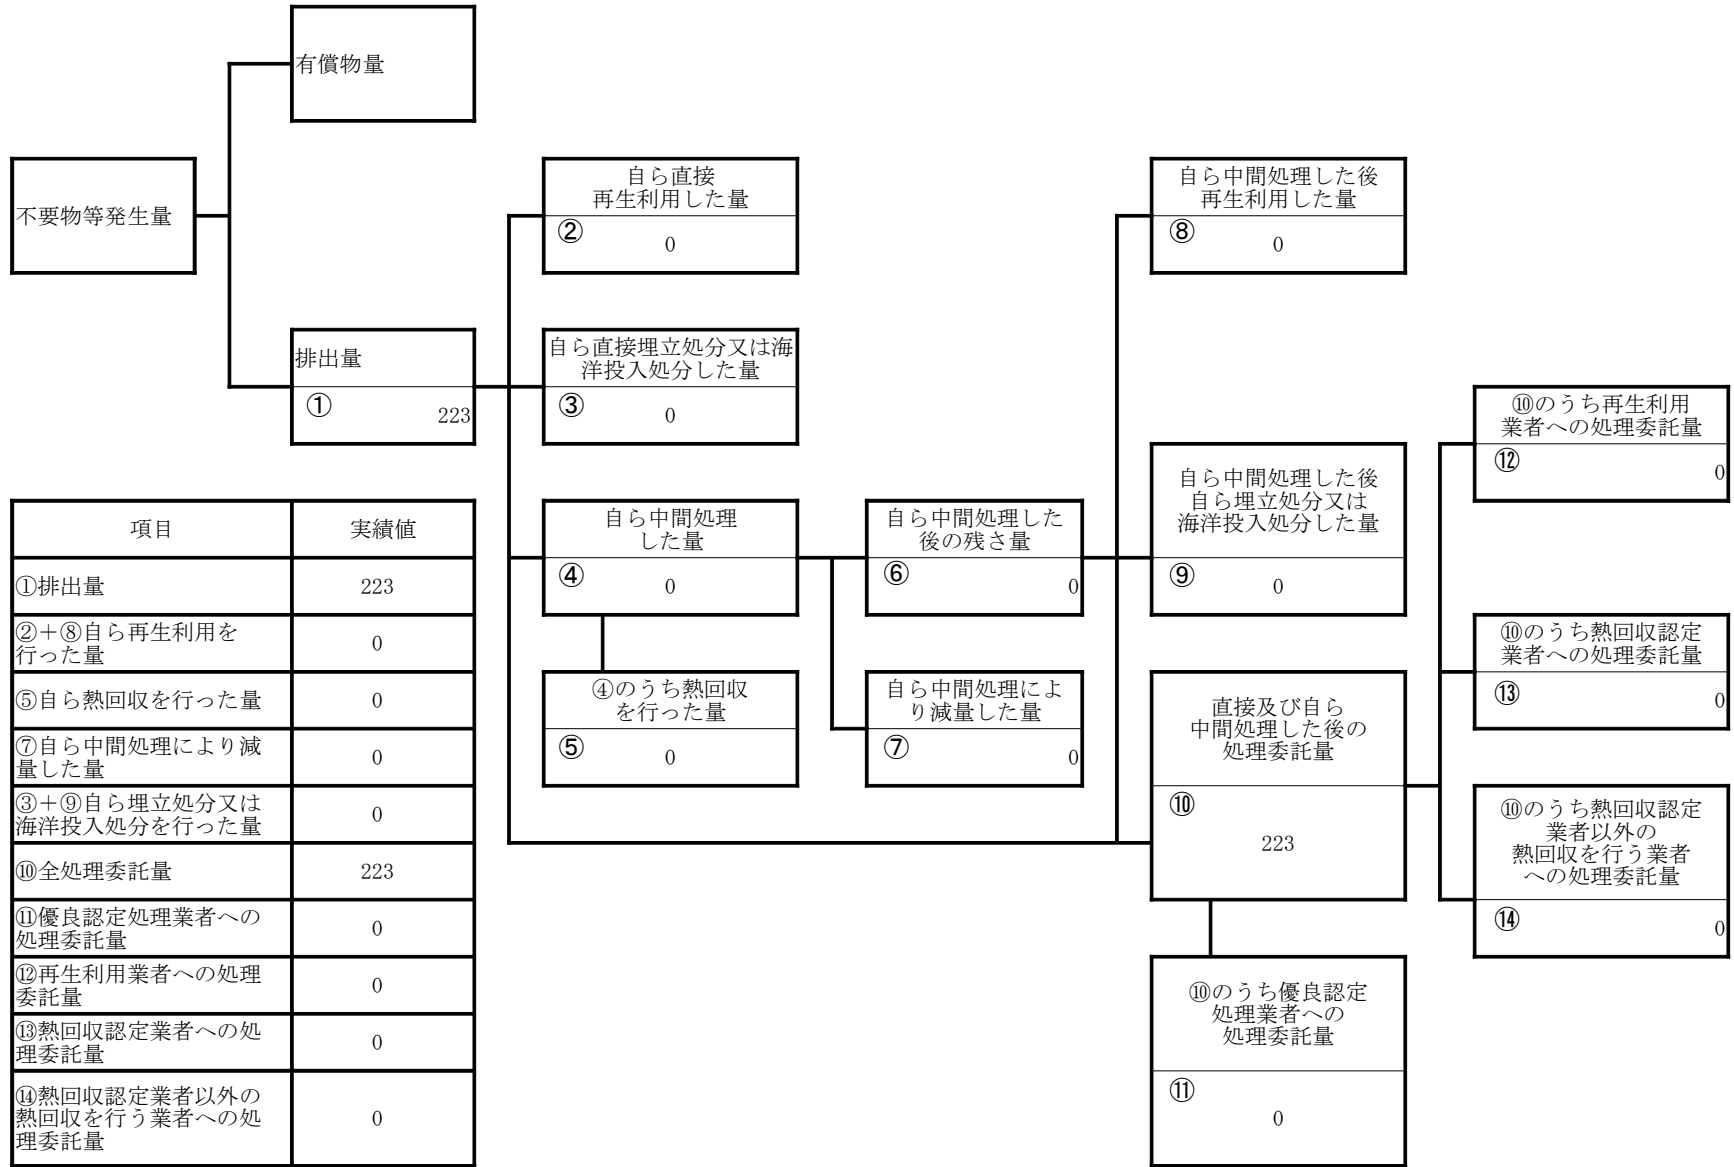 有償物量
不要物等発生量
自ら直接
再生利用した量
②
0
自ら中間処理した後
再生利用した量
⑧
0
排出量
①
223
自ら直接埋立処分又は海
洋投入処分した量
③
0
⑩のうち再生利用
業者への処理委託量
⑫
0
自ら中間処理
した量
④
0
自ら中間処理した
後の残さ量
⑥
0
自ら中間処理した後
自ら埋立処分又は
海洋投入処分した量
⑨
0
⑩のうち熱回収認定
業者への処理委託量
⑬
0
④のうち熱回収
を行った量
⑤
0
自ら中間処理によ
り減量した量
⑦
0
直接及び自ら
中間処理した後の
処理委託量
⑩
223
⑩のうち熱回収認定
業者以外の
熱回収を行う業者
への処理委託量
⑭
0
⑩のうち優良認定
処理業者への
処理委託量
⑪
0
項目 実績値
①排出量 223
②＋⑧自ら再生利用を
行った量 0
⑤自ら熱回収を行った量 0
⑦自ら中間処理により減
量した量 0
③＋⑨自ら埋立処分又は
海洋投入処分を行った量 0
⑩全処理委託量 223
⑪優良認定処理業者への
処理委託量 0
⑫再生利用業者への処理
委託量 0
⑬熱回収認定業者への処
理委託量 0
⑭熱回収認定業者以外の
熱回収を行う業者への処
理委託量 0